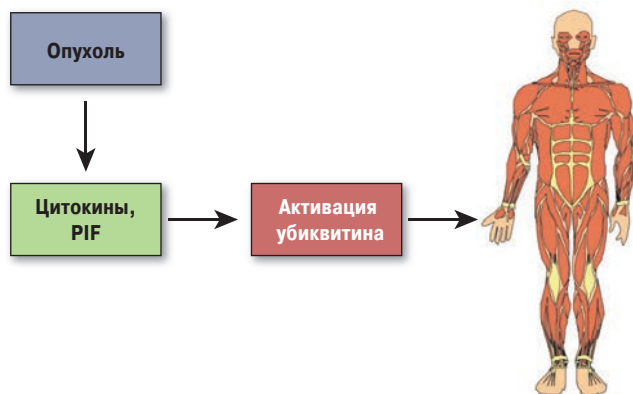 Опухоль
Цитокины,
PIF
Активация
убиквитина